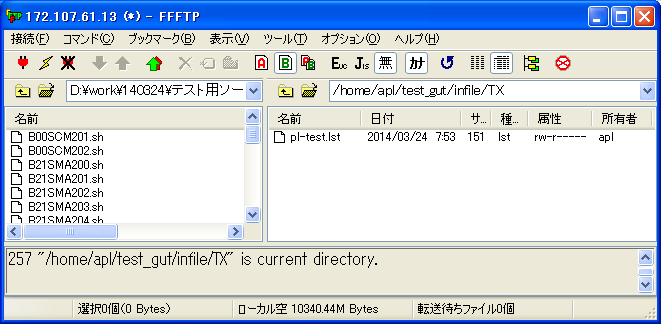 172.107.61.13 (*) - FFFTP
接続(F) コマンド(C) ブックマーク(B) 表示(V) ツール(T) オプション(O) ヘルプ(H)
A B B EUC JIS 無 カナ
D:¥work¥140324¥テスト用ソー /home/apl/test_gut/infile/TX
名前
B00SCM201.sh
B00SCM202.sh
B21SMA200.sh
B21SMA201.sh
B21SMA202.sh
B21SMA203.sh
B21SMA204.sh
名前 日付 サ... 種... 属性 所有者
pl-test.lst 2014/03/24 7:53 151 lst rw-r----- apl
257 "/home/apl/test_gut/infile/TX" is current directory.
選択0個(0 Bytes) ローカル空 10340.44M Bytes 転送待ちファイル0個